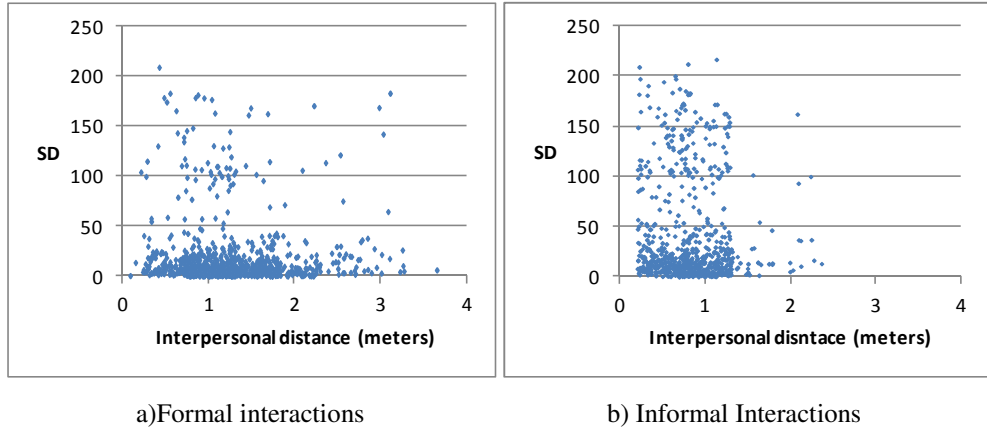 250
200
150
SD
100
50
0
0 1 2 3 4
Interpersonal distance (meters)
a)Formal interactions
250
200
150
SD
100
50
0
0 1 2 3 4
Interpersonal disntace (meters)
b) Informal Interactions